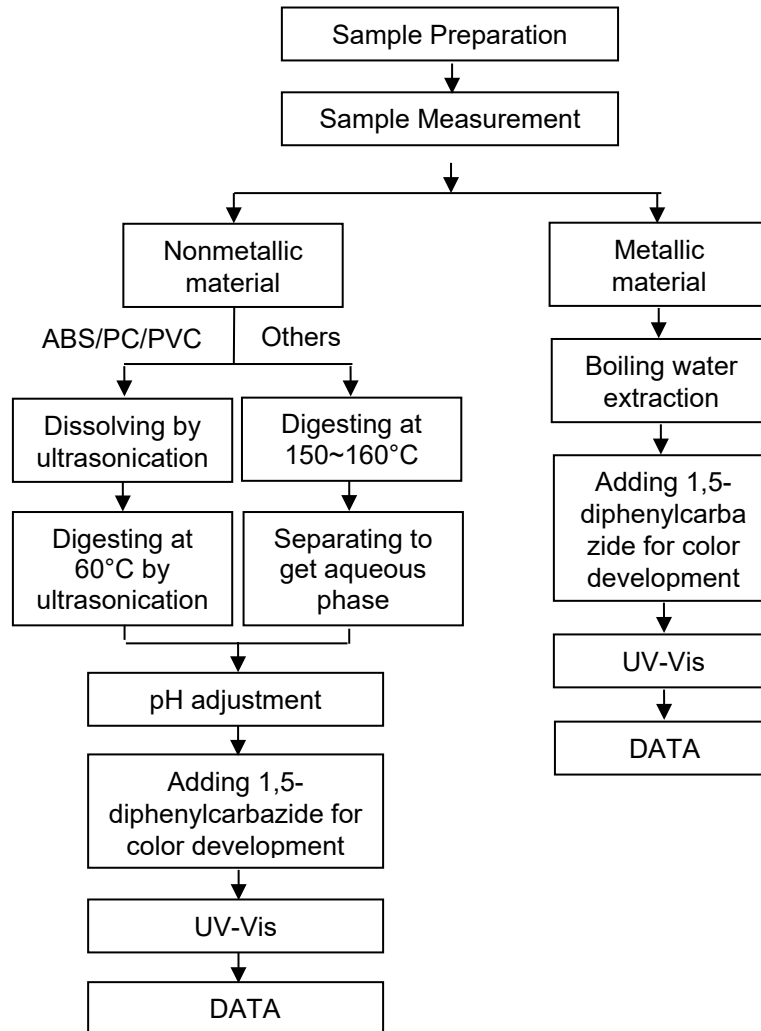 Sample Preparation
Sample Measurement
Nonmetallic
material
Metallic
material
ABS/PC/PVC
Others
Boiling water
extraction
Dissolving by
ultrasonication
Digesting at
150~160°C
Adding 1,5-
diphenylcarba
zide for color
development
Digesting at
60°C by
ultrasonication
Separating to
get aqueous
phase
UV-Vis
pH adjustment
DATA
Adding 1,5-
diphenylcarbazide for
color development
UV-Vis
DATA